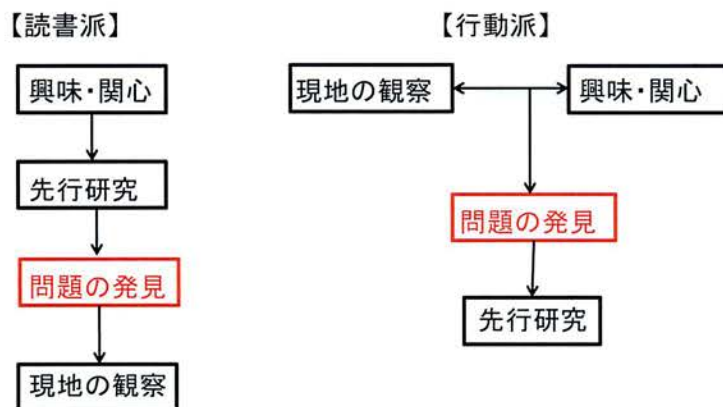 【読書派】
興味・関心
先行研究
問題の発見
現地の観察
【行動派】
現地の観察
興味・関心
問題の発見
先行研究